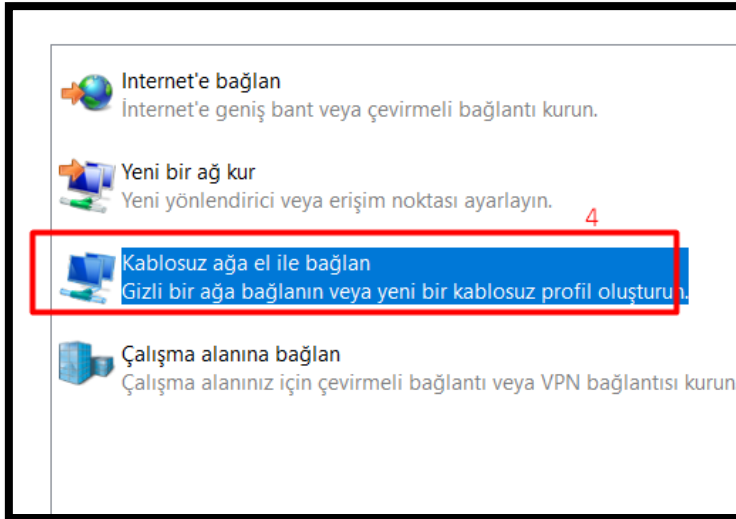 Internet'e bağlan
İnternet'e geniş bant veya çevirmeli bağlantı kurun.
Yeni bir ağ kur
Yeni yönlendirici veya erişim noktası ayarlayın.
4
Kablosuz ağa el ile bağlan
Gizli bir ağa bağlanın veya yeni bir kablosuz profil oluşturun.
Çalışma alanına bağlan
Çalışma alanınız için çevirmeli bağlantı veya VPN bağlantısı kurun